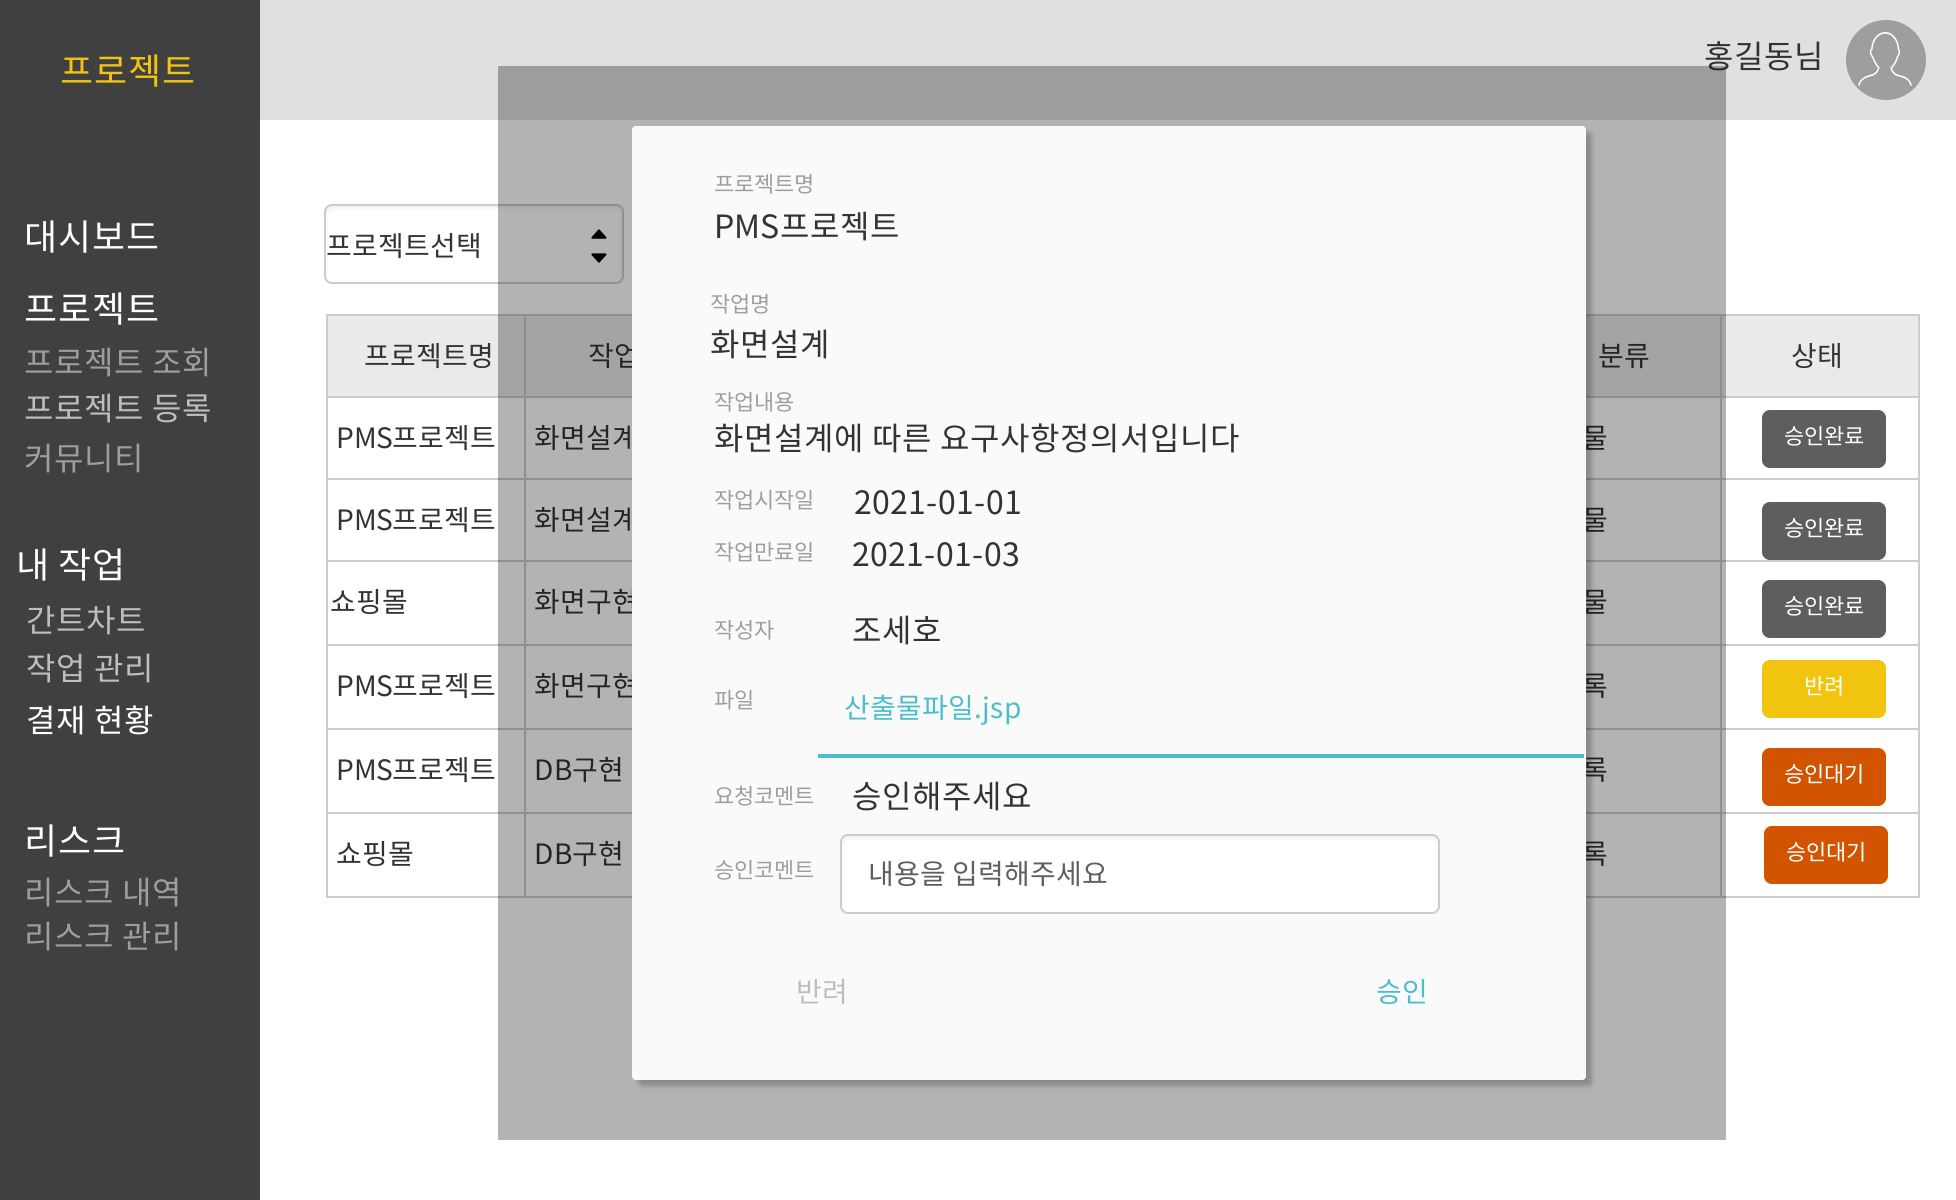 프로젝트
홍길동님
대시보드
프로젝트
프로젝트 조회
프로젝트 등록
커뮤니티
내 작업
간트차트
작업 관리
결재 현황
리스크
리스크 내역
리스크 관리
프로젝트선택
프로젝트명 작업 분류 상태
PMS프로젝트 화면설계 물 승인완료
PMS프로젝트 화면설계 물 승인완료
쇼핑몰 화면구현 물 승인완료
PMS프로젝트 화면구현 록 반려
PMS프로젝트 DB구현 록 승인대기
쇼핑몰 DB구현 록 승인대기
프로젝트명
PMS프로젝트
작업명
화면설계
작업내용
화면설계에 따른 요구사항정의서입니다
작업시작일 2021-01-01
작업만료일 2021-01-03
작성자 조세호
파일 산출물파일.jsp
요청코멘트 승인해주세요
승인코멘트 내용을 입력해주세요
반려 승인